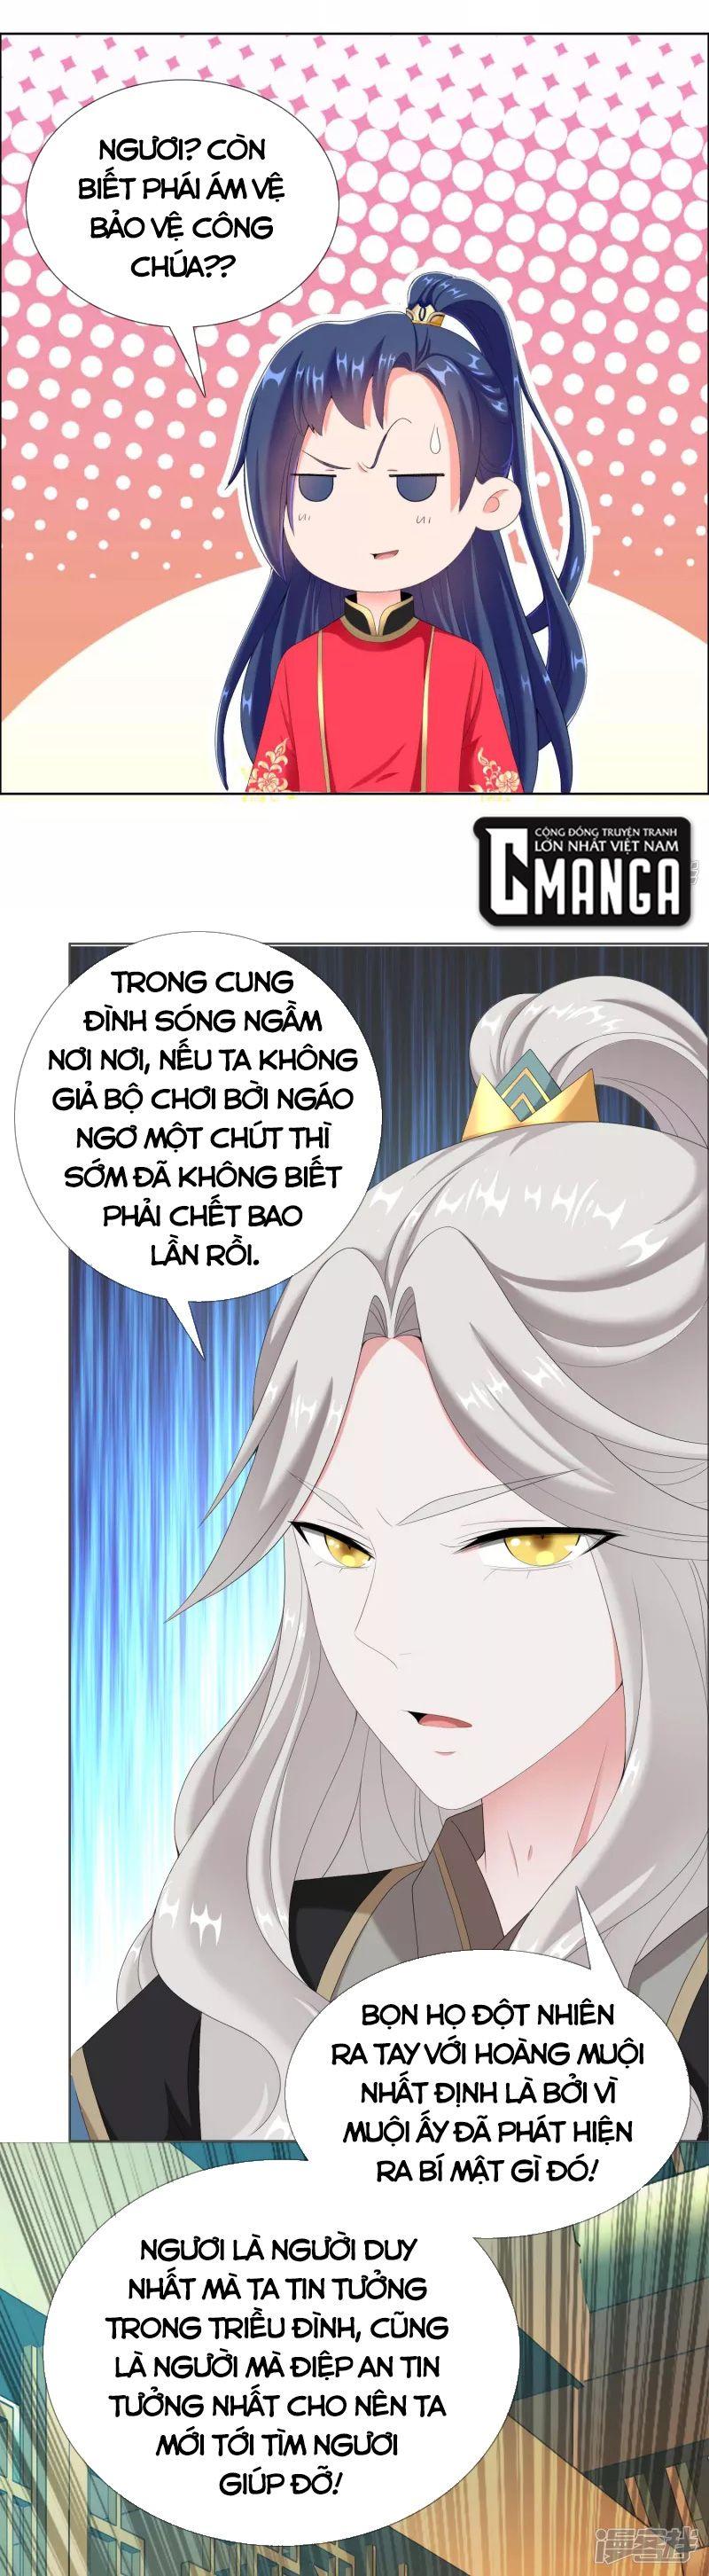 NGƯƠI? CÒN
BIẾT PHÁI ÁM VỆ
BẢO VỆ CÔNG
CHÚA??
CỘNG ĐỒNG TRUYỆN TRANH
LỚN NHẤT VIỆT NAM
CMANGA
TRONG CUNG
ĐÌNH SÓNG NGẦM
NƠI NƠI, NẾU TA KHÔNG
GIẢ BỘ CHƠI BỜI NGÁO
NGƠ MỘT CHÚT THÌ
SỚM ĐÃ KHÔNG BIẾT
PHẢI CHẾT BAO
LẦN RỒI.
BỌN HỌ ĐỘT NHIÊN
RA TAY VỚI HOÀNG MUỘI
NHẤT ĐỊNH LÀ BỞI VÌ
MUỘI ẤY ĐÃ PHÁT HIỆN
RA BÍ MẬT GÌ ĐÓ!
NGƯƠI LÀ NGƯỜI DUY
NHẤT MÀ TA TIN TƯỞNG
TRONG TRIỀU ĐÌNH, CŨNG
LÀ NGƯỜI MÀ ĐIỆP AN TIN
TƯỞNG NHẤT CHO NÊN TA
MỚI TỚI TÌM NGƯƠI
GIÚP ĐỠ!
漫客栈